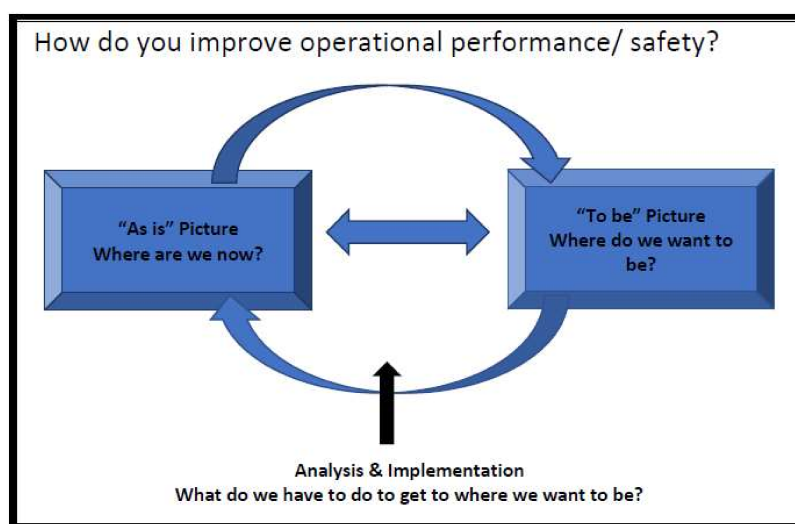 How do you improve operational performance/ safety?
“As is” Picture
Where are we now?
“To be” Picture
Where do we want to
be?
Analysis & Implementation
What do we have to do to get to where we want to be?